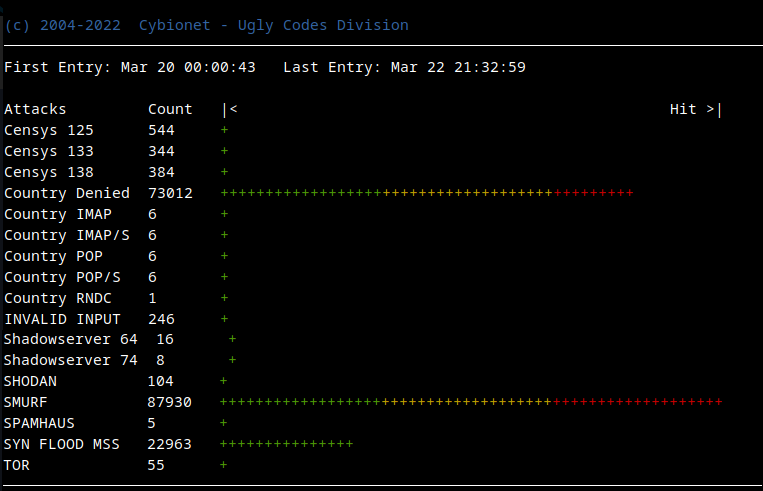 (c) 2004-2022  Cybionet - Ugly Codes Division
First Entry: Mar 20 00:00:43   Last Entry: Mar 22 21:32:59
Attacks         Count   |<                                                Hit >|
Censys 125      544     +
Censys 133      344     +
Censys 138      384     +
Country Denied  73012   ++++++++++++++++++++++++++++++++++++++++++++++
Country IMAP    6       +
Country IMAP/S  6       +
Country POP     6       +
Country POP/S   6       +
Country RNDC    1       +
INVALID INPUT   246     +
Shadowserver 64  16      +
Shadowserver 74  8       +
SHODAN          104     +
SMURF           87930   ++++++++++++++++++++++++++++++++++++++++++++++++++++++++
SPAMHAUS        5       +
SYN FLOOD MSS   22963   +++++++++++++++
TOR             55      +